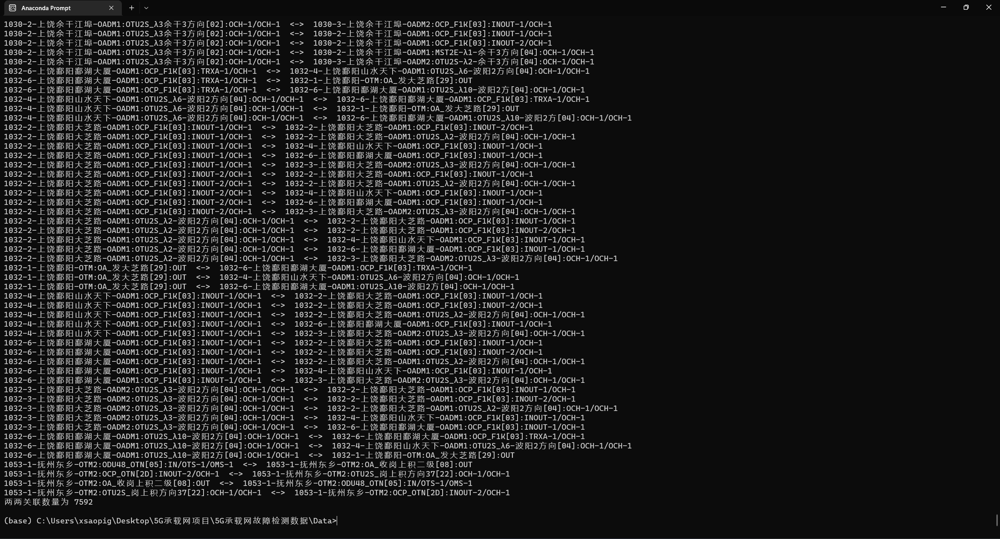 Anaconda Prompt
1030-2-上饶余干江埠-OADM1:OTU2S_λ3余干3方向[02]:OCH-1/OCH-1  <->  1030-3-上饶余干江埠-OADM2:OCP_F1K[03]:INOUT-1/OCH-1
1030-2-上饶余干江埠-OADM1:OTU2S_λ3余干3方向[02]:OCH-1/OCH-1  <->  1030-2-上饶余干江埠-OADM1:OCP_F1K[03]:INOUT-1/OCH-1
1030-2-上饶余干江埠-OADM1:OTU2S_λ3余干3方向[02]:OCH-1/OCH-1  <->  1030-2-上饶余干江埠-OADM1:OCP_F1K[03]:INOUT-2/OCH-1
1030-2-上饶余干江埠-OADM1:OTU2S_λ3余干3方向[02]:OCH-1/OCH-1  <->  1030-2-上饶余干江埠-OADM1:MST2E-λ1-余干3方向[04]:OCH-1/OCH-1
1030-2-上饶余干江埠-OADM1:OTU2S_λ3余干3方向[02]:OCH-1/OCH-1  <->  1030-3-上饶余干江埠-OADM2:OTU2S-λ2-余干3方向[04]:OCH-1/OCH-1
1032-6-上饶鄱阳鄱湖大厦-OADM1:OCP_F1K[03]:TRXA-1/OCH-1  <->  1032-4-上饶鄱阳山水天下-OADM1:OTU2S_λ6-波阳2方向[04]:OCH-1/OCH-1
1032-6-上饶鄱阳鄱湖大厦-OADM1:OCP_F1K[03]:TRXA-1/OCH-1  <->  1032-1-上饶鄱阳-OTM:OA_发大芝路[29]:OUT
1032-6-上饶鄱阳鄱湖大厦-OADM1:OCP_F1K[03]:TRXA-1/OCH-1  <->  1032-6-上饶鄱阳鄱湖大厦-OADM1:OTU2S_λ10-波阳2方[04]:OCH-1/OCH-1
1032-4-上饶鄱阳山水天下-OADM1:OTU2S_λ6-波阳2方向[04]:OCH-1/OCH-1  <->  1032-6-上饶鄱阳鄱湖大厦-OADM1:OCP_F1K[03]:TRXA-1/OCH-1
1032-4-上饶鄱阳山水天下-OADM1:OTU2S_λ6-波阳2方向[04]:OCH-1/OCH-1  <->  1032-1-上饶鄱阳-OTM:OA_发大芝路[29]:OUT
1032-4-上饶鄱阳山水天下-OADM1:OTU2S_λ6-波阳2方向[04]:OCH-1/OCH-1  <->  1032-6-上饶鄱阳鄱湖大厦-OADM1:OTU2S_λ10-波阳2方[04]:OCH-1/OCH-1
1032-2-上饶鄱阳大芝路-OADM1:OCP_F1K[03]:INOUT-1/OCH-1  <->  1032-2-上饶鄱阳大芝路-OADM1:OCP_F1K[03]:INOUT-2/OCH-1
1032-2-上饶鄱阳大芝路-OADM1:OCP_F1K[03]:INOUT-1/OCH-1  <->  1032-2-上饶鄱阳大芝路-OADM1:OTU2S_λ2-波阳2方向[04]:OCH-1/OCH-1
1032-2-上饶鄱阳大芝路-OADM1:OCP_F1K[03]:INOUT-1/OCH-1  <->  1032-4-上饶鄱阳山水天下-OADM1:OCP_F1K[03]:INOUT-1/OCH-1
1032-2-上饶鄱阳大芝路-OADM1:OCP_F1K[03]:INOUT-1/OCH-1  <->  1032-6-上饶鄱阳鄱湖大厦-OADM1:OCP_F1K[03]:INOUT-1/OCH-1
1032-2-上饶鄱阳大芝路-OADM1:OCP_F1K[03]:INOUT-1/OCH-1  <->  1032-3-上饶鄱阳大芝路-OADM2:OTU2S_λ3-波阳2方向[04]:OCH-1/OCH-1
1032-2-上饶鄱阳大芝路-OADM1:OCP_F1K[03]:INOUT-2/OCH-1  <->  1032-2-上饶鄱阳大芝路-OADM1:OCP_F1K[03]:INOUT-1/OCH-1
1032-2-上饶鄱阳大芝路-OADM1:OCP_F1K[03]:INOUT-2/OCH-1  <->  1032-2-上饶鄱阳大芝路-OADM1:OTU2S_λ2-波阳2方向[04]:OCH-1/OCH-1
1032-2-上饶鄱阳大芝路-OADM1:OCP_F1K[03]:INOUT-2/OCH-1  <->  1032-4-上饶鄱阳山水天下-OADM1:OCP_F1K[03]:INOUT-1/OCH-1
1032-2-上饶鄱阳大芝路-OADM1:OCP_F1K[03]:INOUT-2/OCH-1  <->  1032-6-上饶鄱阳鄱湖大厦-OADM1:OCP_F1K[03]:INOUT-1/OCH-1
1032-2-上饶鄱阳大芝路-OADM1:OCP_F1K[03]:INOUT-2/OCH-1  <->  1032-3-上饶鄱阳大芝路-OADM2:OTU2S_λ3-波阳2方向[04]:OCH-1/OCH-1
1032-2-上饶鄱阳大芝路-OADM1:OTU2S_λ2-波阳2方向[04]:OCH-1/OCH-1  <->  1032-2-上饶鄱阳大芝路-OADM1:OCP_F1K[03]:INOUT-1/OCH-1
1032-2-上饶鄱阳大芝路-OADM1:OTU2S_λ2-波阳2方向[04]:OCH-1/OCH-1  <->  1032-2-上饶鄱阳大芝路-OADM1:OCP_F1K[03]:INOUT-2/OCH-1
1032-2-上饶鄱阳大芝路-OADM1:OTU2S_λ2-波阳2方向[04]:OCH-1/OCH-1  <->  1032-4-上饶鄱阳山水天下-OADM1:OCP_F1K[03]:INOUT-1/OCH-1
1032-2-上饶鄱阳大芝路-OADM1:OTU2S_λ2-波阳2方向[04]:OCH-1/OCH-1  <->  1032-6-上饶鄱阳鄱湖大厦-OADM1:OCP_F1K[03]:INOUT-1/OCH-1
1032-2-上饶鄱阳大芝路-OADM1:OTU2S_λ2-波阳2方向[04]:OCH-1/OCH-1  <->  1032-3-上饶鄱阳大芝路-OADM2:OTU2S_λ3-波阳2方向[04]:OCH-1/OCH-1
1032-1-上饶鄱阳-OTM:OA_发大芝路[29]:OUT  <->  1032-6-上饶鄱阳鄱湖大厦-OADM1:OCP_F1K[03]:TRXA-1/OCH-1
1032-1-上饶鄱阳-OTM:OA_发大芝路[29]:OUT  <->  1032-4-上饶鄱阳山水天下-OADM1:OTU2S_λ6-波阳2方向[04]:OCH-1/OCH-1
1032-1-上饶鄱阳-OTM:OA_发大芝路[29]:OUT  <->  1032-6-上饶鄱阳鄱湖大厦-OADM1:OTU2S_λ10-波阳2方[04]:OCH-1/OCH-1
1032-4-上饶鄱阳山水天下-OADM1:OCP_F1K[03]:INOUT-1/OCH-1  <->  1032-2-上饶鄱阳大芝路-OADM1:OCP_F1K[03]:INOUT-1/OCH-1
1032-4-上饶鄱阳山水天下-OADM1:OCP_F1K[03]:INOUT-1/OCH-1  <->  1032-2-上饶鄱阳大芝路-OADM1:OCP_F1K[03]:INOUT-2/OCH-1
1032-4-上饶鄱阳山水天下-OADM1:OCP_F1K[03]:INOUT-1/OCH-1  <->  1032-2-上饶鄱阳大芝路-OADM1:OTU2S_λ2-波阳2方向[04]:OCH-1/OCH-1
1032-4-上饶鄱阳山水天下-OADM1:OCP_F1K[03]:INOUT-1/OCH-1  <->  1032-6-上饶鄱阳鄱湖大厦-OADM1:OCP_F1K[03]:INOUT-1/OCH-1
1032-4-上饶鄱阳山水天下-OADM1:OCP_F1K[03]:INOUT-1/OCH-1  <->  1032-3-上饶鄱阳大芝路-OADM2:OTU2S_λ3-波阳2方向[04]:OCH-1/OCH-1
1032-6-上饶鄱阳鄱湖大厦-OADM1:OCP_F1K[03]:INOUT-1/OCH-1  <->  1032-2-上饶鄱阳大芝路-OADM1:OCP_F1K[03]:INOUT-1/OCH-1
1032-6-上饶鄱阳鄱湖大厦-OADM1:OCP_F1K[03]:INOUT-1/OCH-1  <->  1032-2-上饶鄱阳大芝路-OADM1:OCP_F1K[03]:INOUT-2/OCH-1
1032-6-上饶鄱阳鄱湖大厦-OADM1:OCP_F1K[03]:INOUT-1/OCH-1  <->  1032-2-上饶鄱阳大芝路-OADM1:OTU2S_λ2-波阳2方向[04]:OCH-1/OCH-1
1032-6-上饶鄱阳鄱湖大厦-OADM1:OCP_F1K[03]:INOUT-1/OCH-1  <->  1032-4-上饶鄱阳山水天下-OADM1:OCP_F1K[03]:INOUT-1/OCH-1
1032-6-上饶鄱阳鄱湖大厦-OADM1:OCP_F1K[03]:INOUT-1/OCH-1  <->  1032-3-上饶鄱阳大芝路-OADM2:OTU2S_λ3-波阳2方向[04]:OCH-1/OCH-1
1032-3-上饶鄱阳大芝路-OADM2:OTU2S_λ3-波阳2方向[04]:OCH-1/OCH-1  <->  1032-2-上饶鄱阳大芝路-OADM1:OCP_F1K[03]:INOUT-1/OCH-1
1032-3-上饶鄱阳大芝路-OADM2:OTU2S_λ3-波阳2方向[04]:OCH-1/OCH-1  <->  1032-2-上饶鄱阳大芝路-OADM1:OCP_F1K[03]:INOUT-2/OCH-1
1032-3-上饶鄱阳大芝路-OADM2:OTU2S_λ3-波阳2方向[04]:OCH-1/OCH-1  <->  1032-2-上饶鄱阳大芝路-OADM1:OTU2S_λ2-波阳2方向[04]:OCH-1/OCH-1
1032-3-上饶鄱阳大芝路-OADM2:OTU2S_λ3-波阳2方向[04]:OCH-1/OCH-1  <->  1032-4-上饶鄱阳山水天下-OADM1:OCP_F1K[03]:INOUT-1/OCH-1
1032-3-上饶鄱阳大芝路-OADM2:OTU2S_λ3-波阳2方向[04]:OCH-1/OCH-1  <->  1032-6-上饶鄱阳鄱湖大厦-OADM1:OCP_F1K[03]:INOUT-1/OCH-1
1032-6-上饶鄱阳鄱湖大厦-OADM1:OTU2S_λ10-波阳2方[04]:OCH-1/OCH-1  <->  1032-6-上饶鄱阳鄱湖大厦-OADM1:OCP_F1K[03]:TRXA-1/OCH-1
1032-6-上饶鄱阳鄱湖大厦-OADM1:OTU2S_λ10-波阳2方[04]:OCH-1/OCH-1  <->  1032-4-上饶鄱阳山水天下-OADM1:OTU2S_λ6-波阳2方向[04]:OCH-1/OCH-1
1032-6-上饶鄱阳鄱湖大厦-OADM1:OTU2S_λ10-波阳2方[04]:OCH-1/OCH-1  <->  1032-1-上饶鄱阳-OTM:OA_发大芝路[29]:OUT
1053-1-抚州东乡-OTM2:ODU48_OTN[05]:IN/OTS-1/OMS-1  <->  1053-1-抚州东乡-OTM2:OA_收岗上积二级[08]:OUT
1053-1-抚州东乡-OTM2:OCP_OTN[2D]:INOUT-2/OCH-1  <->  1053-1-抚州东乡-OTM2:OTU2S_岗上积方向37[22]:OCH-1/OCH-1
1053-1-抚州东乡-OTM2:OA_收岗上积二级[08]:OUT  <->  1053-1-抚州东乡-OTM2:ODU48_OTN[05]:IN/OTS-1/OMS-1
1053-1-抚州东乡-OTM2:OTU2S_岗上积方向37[22]:OCH-1/OCH-1  <->  1053-1-抚州东乡-OTM2:OCP_OTN[2D]:INOUT-2/OCH-1
两两关联数量为 7592
(base) C:\Users\xsaopig\Desktop\5G承载网项目\5G承载网故障检测数据\Data>